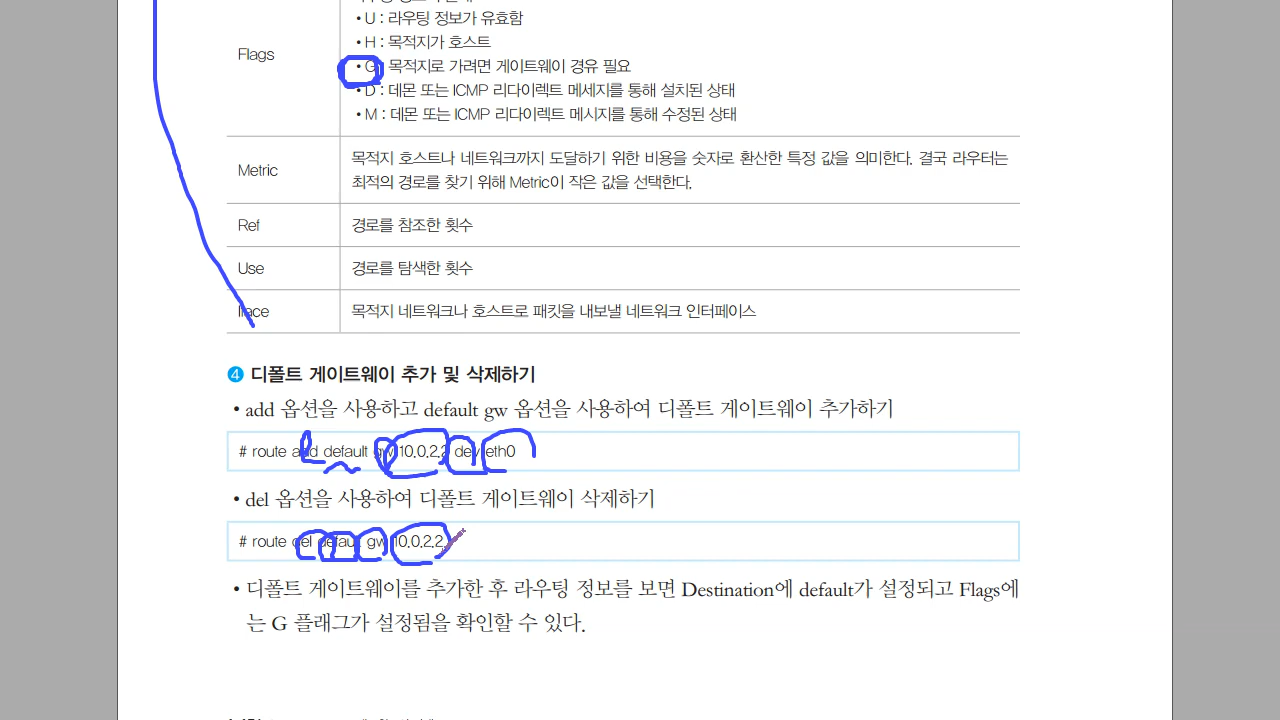 • U : 라우팅 정보가 유효함
• H : 목적지가 호스트
Flags
• G : 목적지로 가려면 게이트웨이 경유 필요
• D : 데몬 또는 ICMP 리다이렉트 메세지를 통해 설치된 상태
• M : 데몬 또는 ICMP 리다이렉트 메시지를 통해 수정된 상태
Metric
목적지 호스트나 네트워크까지 도달하기 위한 비용을 숫자로 환산한 특정 값을 의미한다. 결국 라우터는
최적의 경로를 찾기 위해 Metric이 작은 값을 선택한다.
Ref 경로를 참조한 횟수
Use 경로를 탐색한 횟수
Iface 목적지 네트워크나 호스트로 패킷을 내보낼 네트워크 인터페이스
4 디폴트 게이트웨이 추가 및 삭제하기
• add 옵션을 사용하고 default gw 옵션을 사용하여 디폴트 게이트웨이 추가하기
# route add default gw 10.0.2.2 dev eth0
• del 옵션을 사용하여 디폴트 게이트웨이 삭제하기
# route del default gw 10.0.2.2
• 디폴트 게이트웨이를 추가한 후 라우팅 정보를 보면 Destination에 default가 설정되고 Flags에
는 G 플래그가 설정됨을 확인할 수 있다.